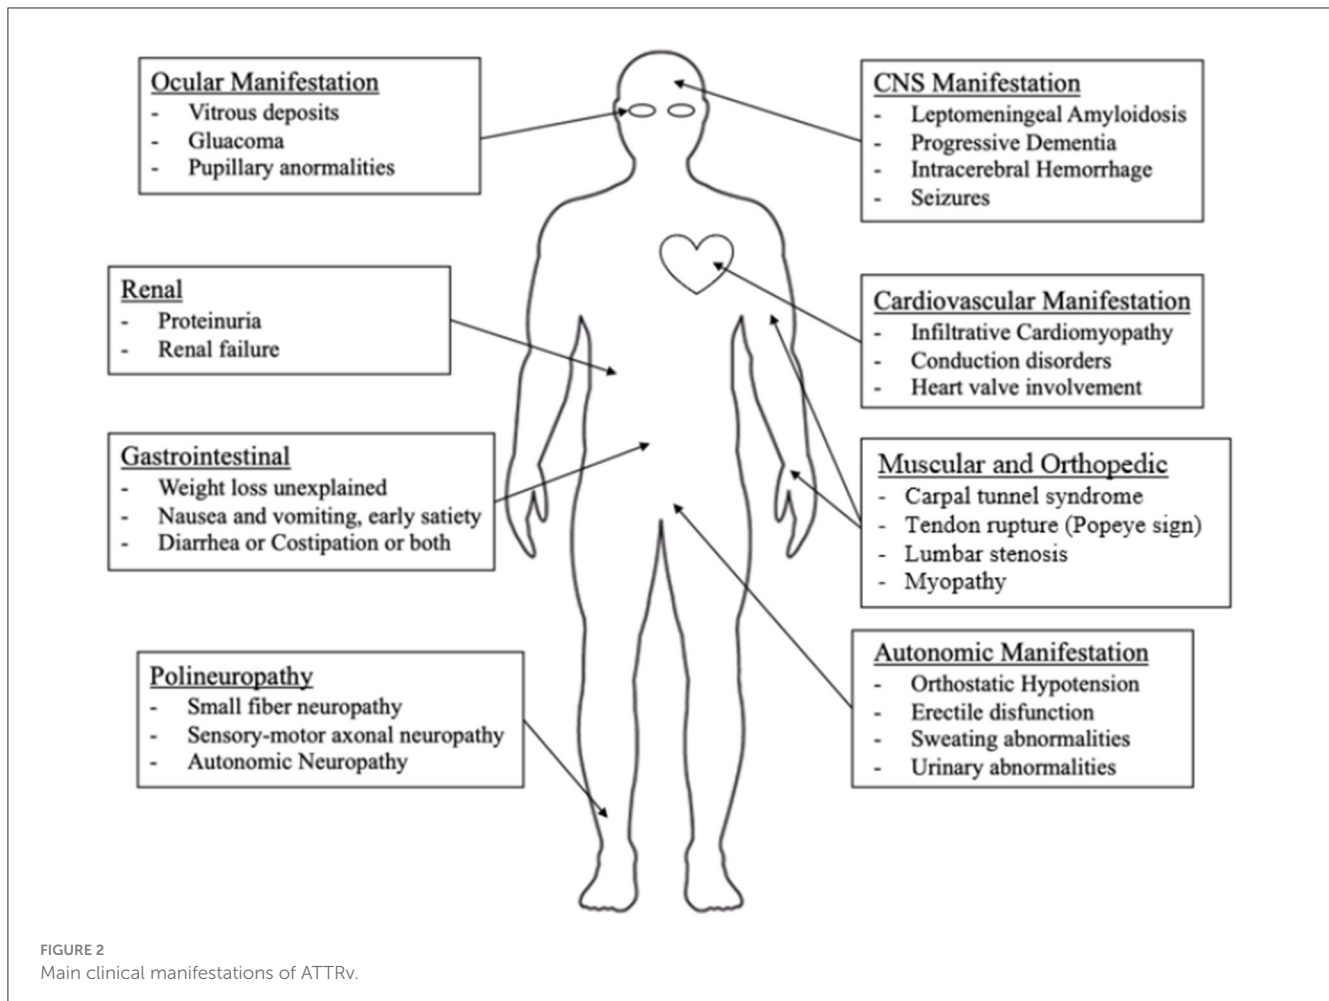 Ocular Manifestation
- Vitrous deposits
- Gluacoma
- Pupillary anormalities
CNS Manifestation
- Leptomeningeal Amyloidosis
- Progressive Dementia
- Intracerebral Hemorrhage
- Seizures
Renal
- Proteinuria
- Renal failure
Cardiovascular Manifestation
- Infiltrative Cardiomyopathy
- Conduction disorders
- Heart valve involvement
Gastrointestinal
- Weight loss unexplained
- Nausea and vomiting, early satiety
- Diarrhea or Costipation or both
Muscular and Orthopedic
- Carpal tunnel syndrome
- Tendon rupture (Popeye sign)
- Lumbar stenosis
- Myopathy
Polineuropathy
- Small fiber neuropathy
- Sensory-motor axonal neuropathy
- Autonomic Neuropathy
Autonomic Manifestation
- Orthostatic Hypotension
- Erectile disfunction
- Sweating abnormalities
- Urinary abnormalities
FIGURE 2
Main clinical manifestations of ATTRv.